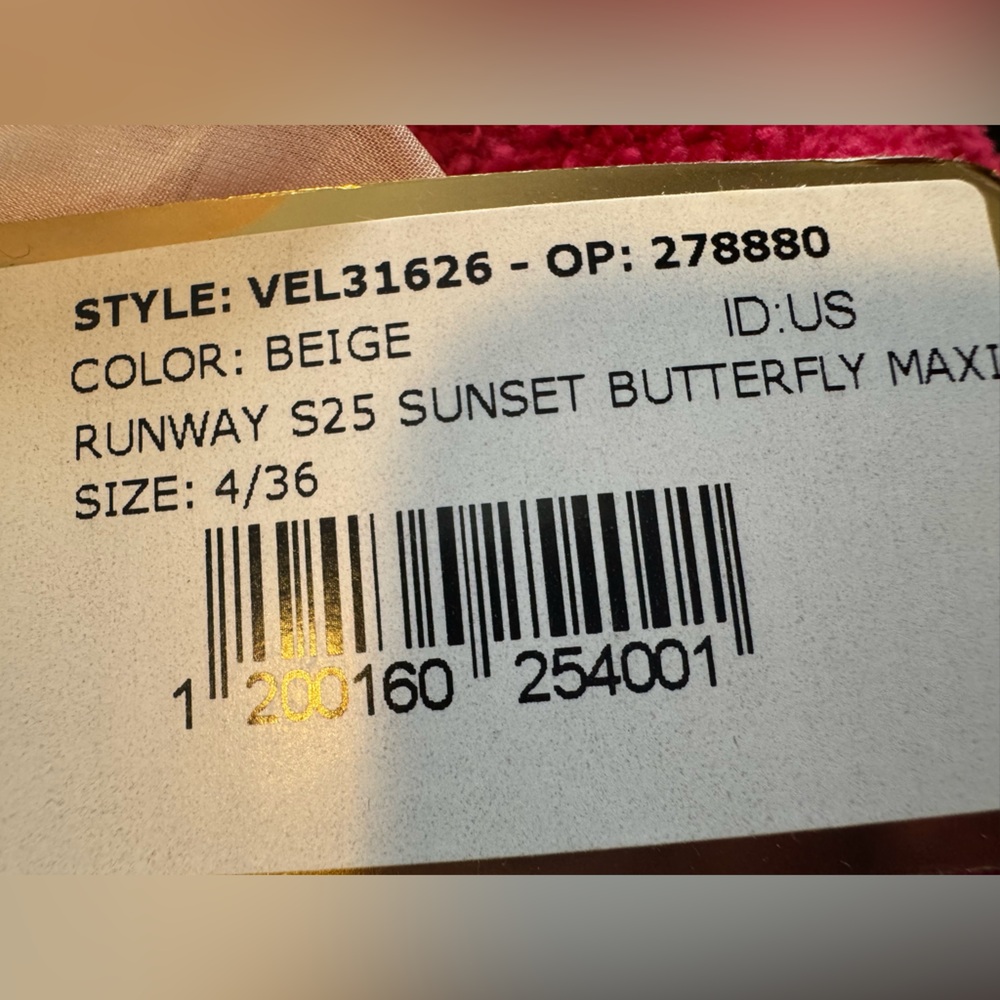 STYLE: VEL31626 - OP: 278880
COLOR: BEIGE ID:US
RUNWAY S25 SUNSET BUTTERFLY MAXI
SIZE: 4/36
1 200160 254001